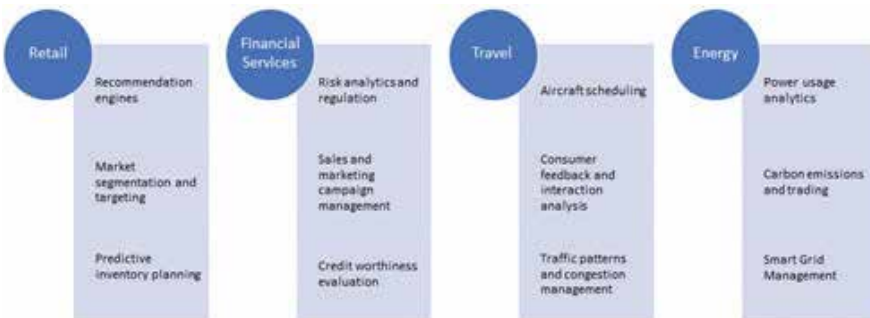 Retail
Recommendation
engines
Market
segmentation and
targeting
Predictive
inventory planning
Financial
Services
Risk analytics and
regulation
Sales and
marketing
campaign
management
Credit worthiness
evaluation
Travel
Aircraft scheduling
Consumer
feedback and
interaction
analysis
Traffic patterns
and congestion
management
Energy
Power usage
analytics
Carbon emissions
and trading
Smart Grid
Management